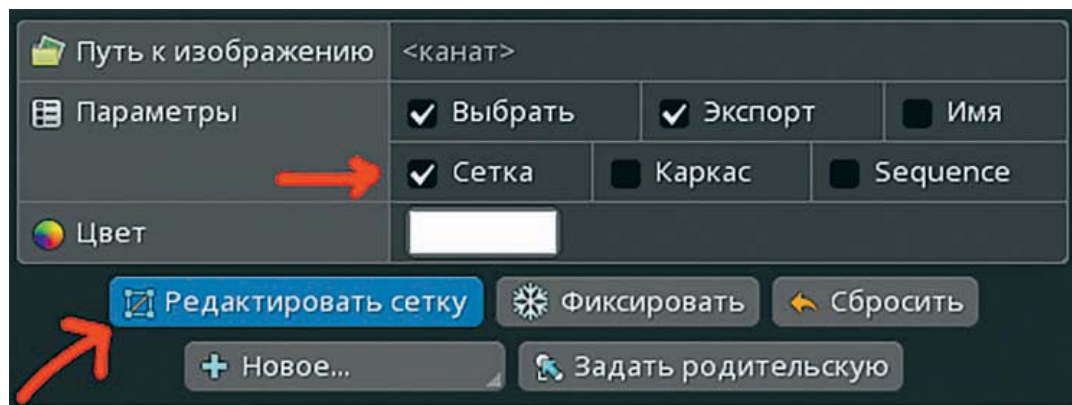 Путь к изображению <канат>
Параметры Выбрать Экспорт Имя
Сетка Каркас Sequence
Цвет
Редактировать сетку Фиксировать Сбросить
Новое... Задать родительскую